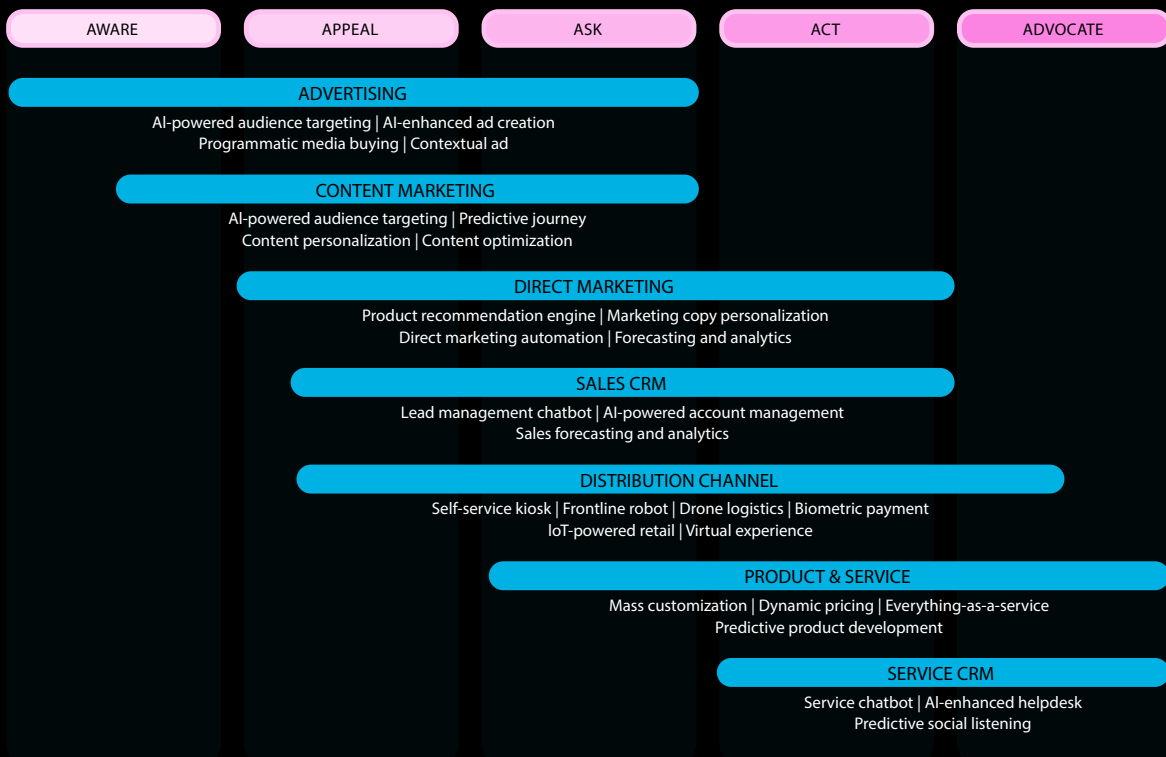 AWARE
APPEAL
ASK
ACT
ADVOCATE
ADVERTISING
AI-powered audience targeting | AI-enhanced ad creation
Programmatic media buying | Contextual ad
CONTENT MARKETING
AI-powered audience targeting | Predictive journey
Content personalization | Content optimization
DIRECT MARKETING
Product recommendation engine | Marketing copy personalization
Direct marketing automation | Forecasting and analytics
SALES CRM
Lead management chatbot | AI-powered account management
Sales forecasting and analytics
DISTRIBUTION CHANNEL
Self-service kiosk | Frontline robot | Drone logistics | Biometric payment
IoT-powered retail | Virtual experience
PRODUCT & SERVICE
Mass customization | Dynamic pricing | Everything-as-a-service
Predictive product development
SERVICE CRM
Service chatbot | AI-enhanced helpdesk
Predictive social listening